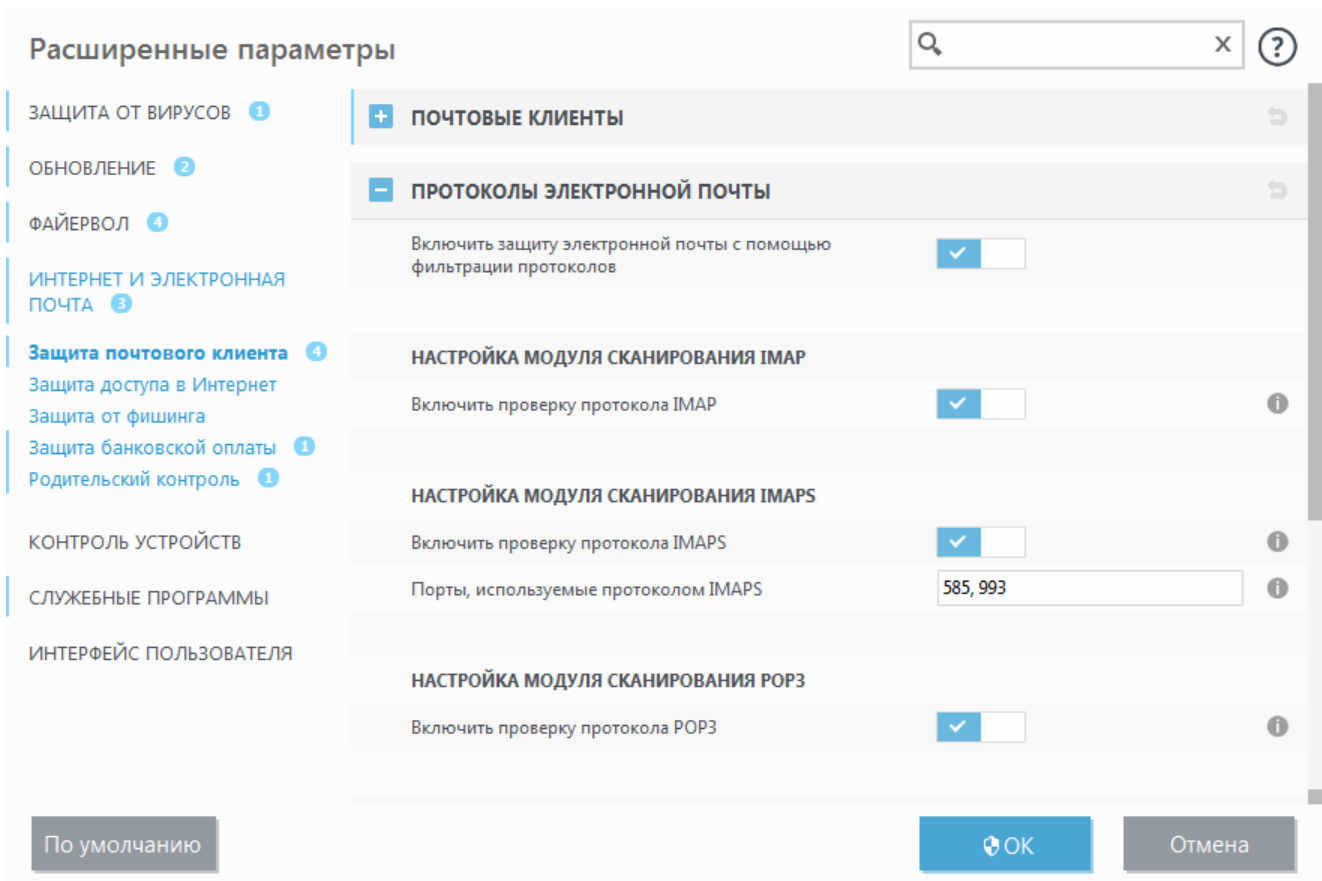 Расширенные параметры
x
?
ЗАЩИТА ОТ ВИРУСОВ 1
ОБНОВЛЕНИЕ 2
ФАЙЕРВОЛ 4
ИНТЕРНЕТ И ЭЛЕКТРОННАЯ
ПОЧТА 3
Защита почтового клиента 4
Защита доступа в Интернет
Защита от фишинга
Защита банковской оплаты 1
Родительский контроль 1
КОНТРОЛЬ УСТРОЙСТВ
СЛУЖЕБНЫЕ ПРОГРАММЫ
ИНТЕРФЕЙС ПОЛЬЗОВАТЕЛЯ
ПОЧТОВЫЕ КЛИЕНТЫ
ПРОТОКОЛЫ ЭЛЕКТРОННОЙ ПОЧТЫ
Включить защиту электронной почты с помощью
фильтрации протоколов
НАСТРОЙКА МОДУЛЯ СКАНИРОВАНИЯ IMAP
Включить проверку протокола IMAP
НАСТРОЙКА МОДУЛЯ СКАНИРОВАНИЯ IMAPS
Включить проверку протокола IMAPS
Порты, используемые протоколом IMAPS 585, 993
НАСТРОЙКА МОДУЛЯ СКАНИРОВАНИЯ POP3
Включить проверку протокола POP3
По умолчанию
OK
Отмена